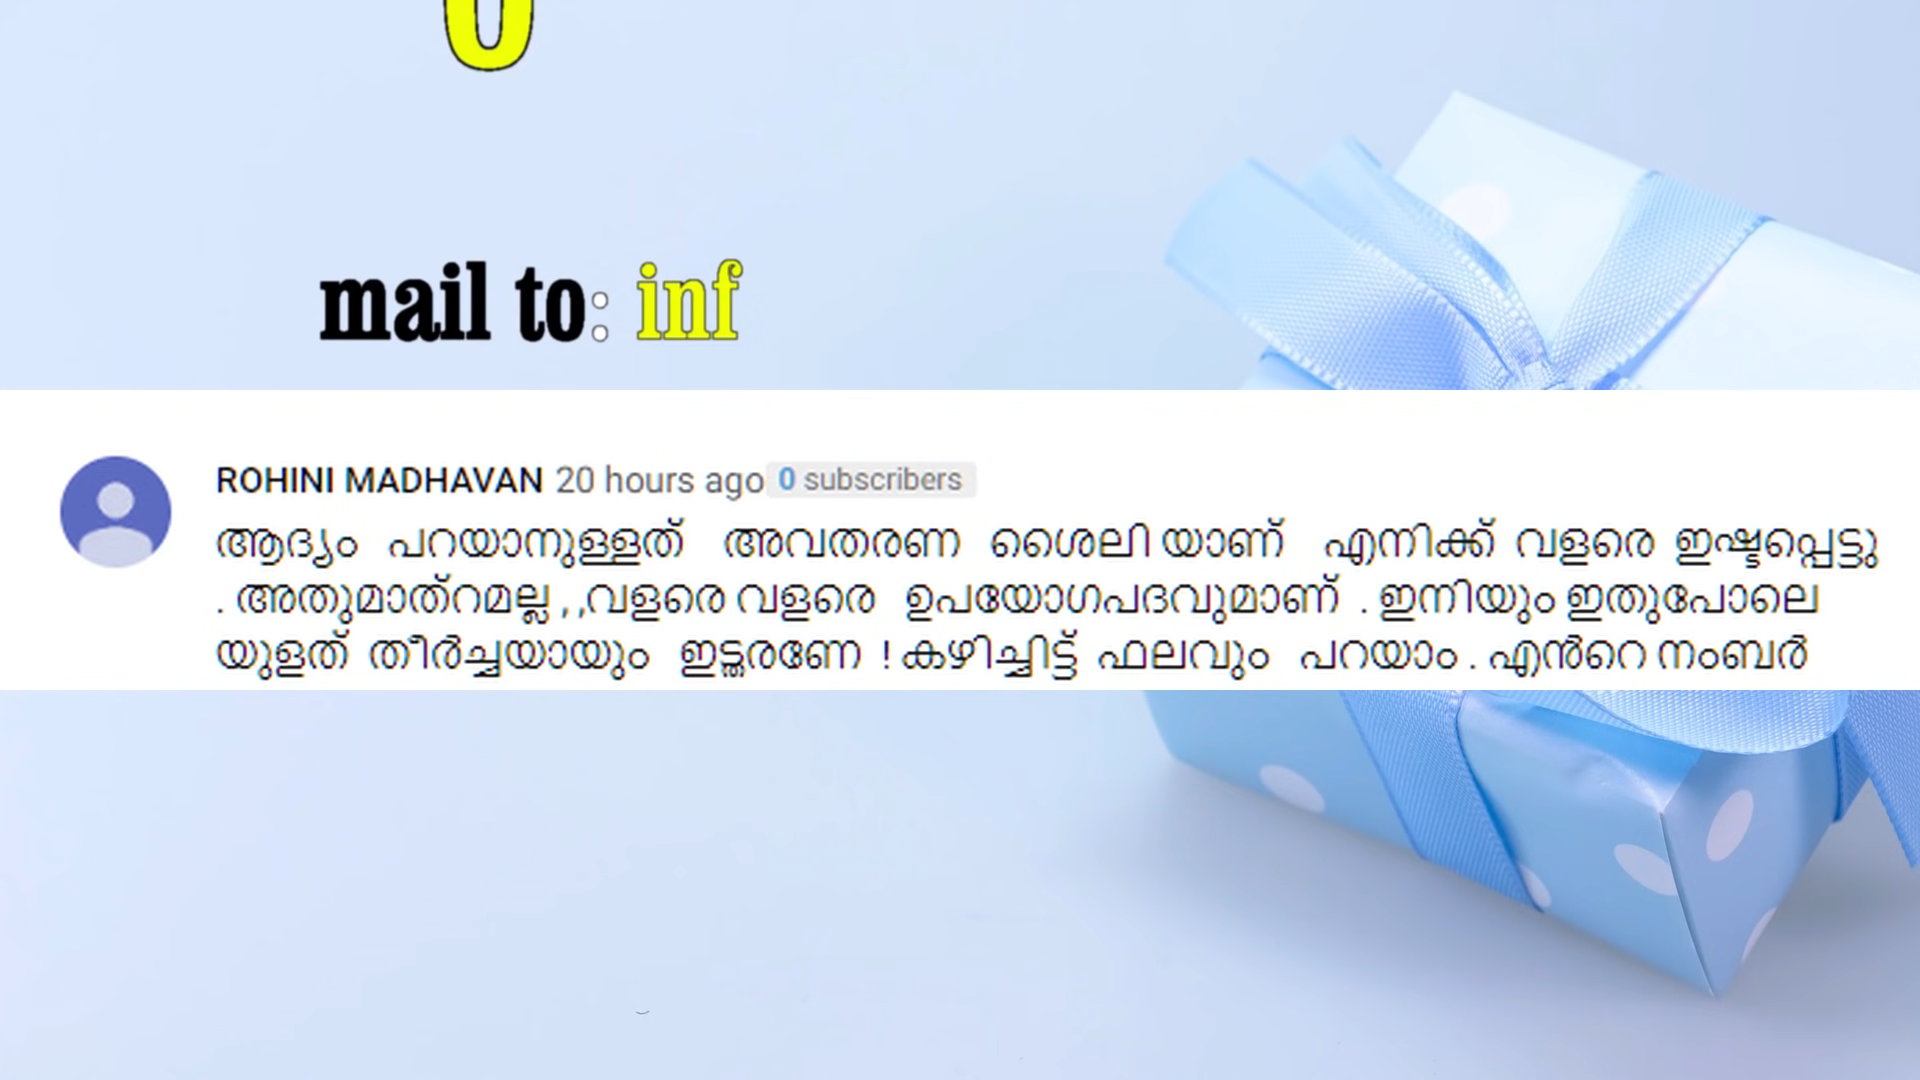 mail to: inf
ROHINI MADHAVAN 20 hours ago 0 subscribers
ആദ്യം പറയാനുള്ളത് അവതരണ ശൈലി യാണ് എനിക്ക് വളരെ ഇഷ്ടപ്പെട്ടു
. അതുമാത്റമല്ല , ,വളരെ വളരെ ഉപയോഗപദവുമാണ് . ഇനിയും ഇതുപോലെ
യുളത് തീർച്ചയായും ഇട്ടുതരണേ ! കഴിച്ചിട്ട് ഫലവും പറയാം . എൻറെ നംബർ